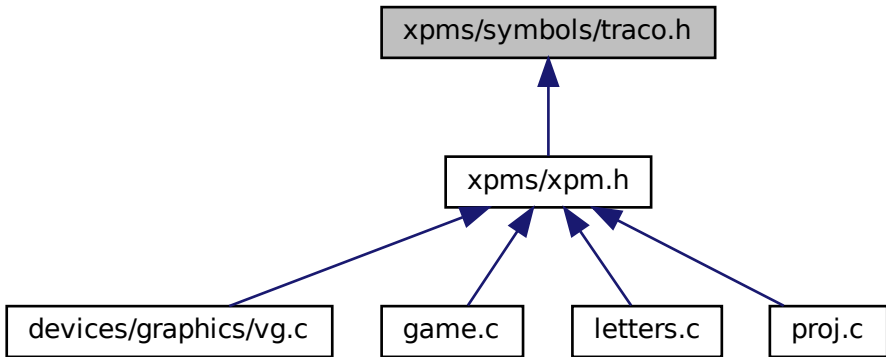 xpms/symbols/traco.h
xpms/xpm.h
devices/graphics/vg.c
game.c
letters.c
proj.c